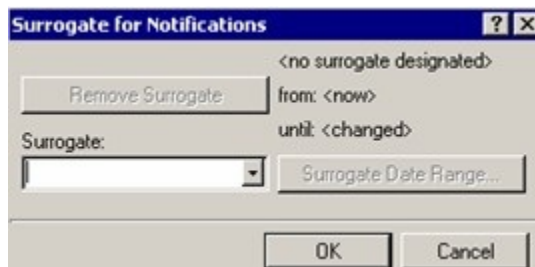 Surrogate for Notifications
<no surrogate designated>
Remove Surrogate
from: <now>
until: <changed>
Surrogate:
Surrogate Date Range...
OK
Cancel